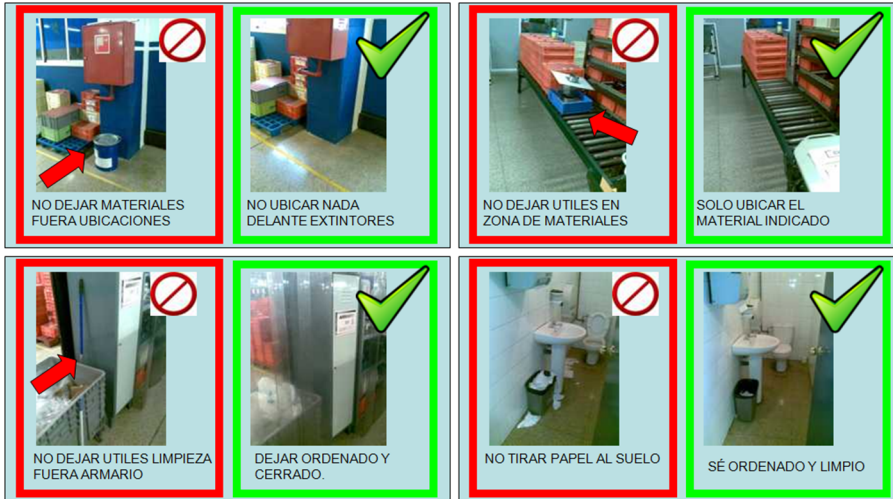 NO DEJAR MATERIALES
FUERA UBICACIONES
NO UBICAR NADA
DELANTE EXTINTORES
NO DEJAR UTILES EN
ZONA DE MATERIALES
SOLO UBICAR EL
MATERIAL INDICADO
NO DEJAR UTILES LIMPIEZA
FUERA ARMARIO
DEJAR ORDENADO Y
CERRADO.
NO TIRAR PAPEL AL SUELO
SÉ ORDENADO Y LIMPIO